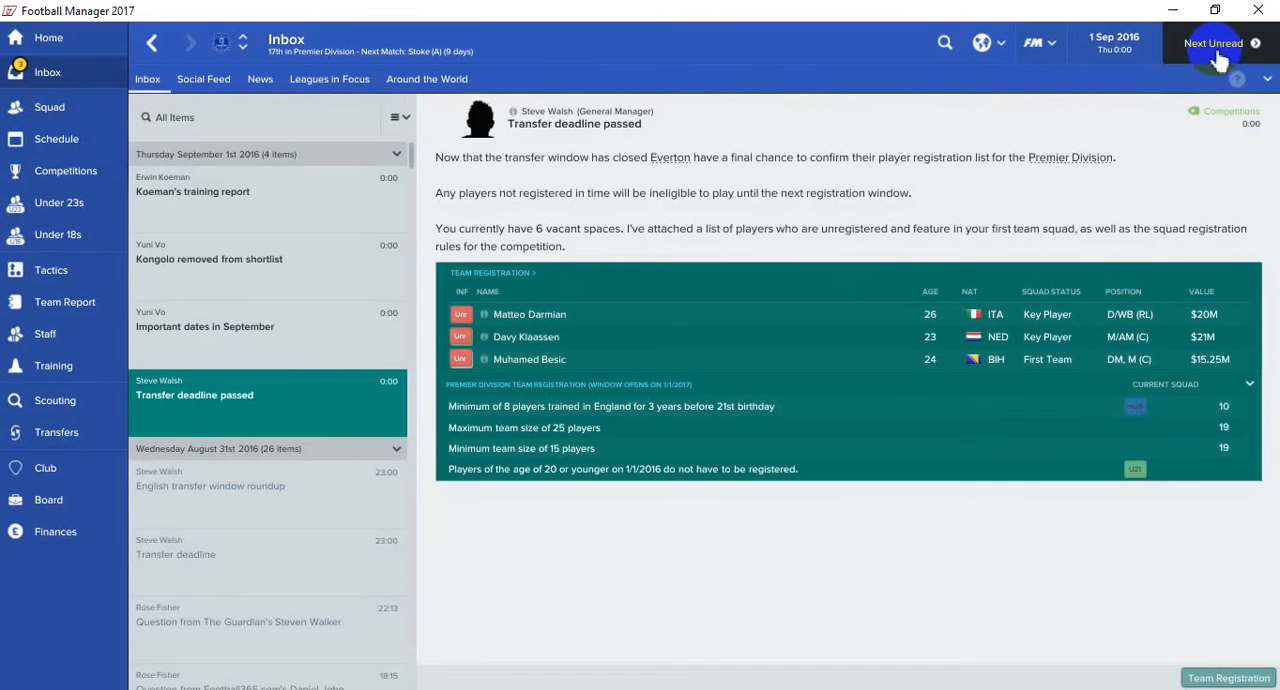 Football Manager 2017
Home
3
Inbox
Squad
Schedule
Competitions
U23
Under 23s
U18
Under 18s
Tactics
Team Report
Staff
Training
Scouting
Transfers
Club
Board
Finances
Inbox
17th in Premier Division - Next Match: Stoke (A) (9 days)
FM
1 Sep 2016
Thu 0:00
Next Unread
Inbox Social Feed News Leagues in Focus Around the World
?
All Items
Thursday September 1st 2016 (4 items)
Erwin Koeman 0:00
Koeman's training report
Yuni Vo 0:00
Kongolo removed from shortlist
Yuni Vo 0:00
Important dates in September
Steve Walsh 0:00
Transfer deadline passed
Wednesday August 31st 2016 (26 items)
Steve Walsh 23:00
English transfer window roundup
Steve Walsh 23:00
Transfer deadline
Rose Fisher 22:13
Question from The Guardian's Steven Walker
Rose Fisher 18:15
Question from Football365.com's Daniel John
Steve Walsh (General Manager)
Transfer deadline passed
Competitions
0:00
Now that the transfer window has closed Everton have a final chance to confirm their player registration list for the Premier Division.
Any players not registered in time will be ineligible to play until the next registration window.
You currently have 6 vacant spaces. I've attached a list of players who are unregistered and feature in your first team squad, as well as the squad registration
rules for the competition.
TEAM REGISTRATION >
INF NAME AGE NAT SQUAD STATUS POSITION VALUE
Unr Matteo Darmian 26 ITA Key Player D/WB (RL) $20M
Unr Davy Klaassen 23 NED Key Player M/AM (C) $21M
Unr Muhamed Besic 24 BIH First Team DM, M (C) $15.25M
PREMIER DIVISION TEAM REGISTRATION (WINDOW OPENS ON 1/1/2017) CURRENT SQUAD
Minimum of 8 players trained in England for 3 years before 21st birthday 10
Maximum team size of 25 players 19
Minimum team size of 15 players 19
Players of the age of 20 or younger on 1/1/2016 do not have to be registered. U21
Team Registration